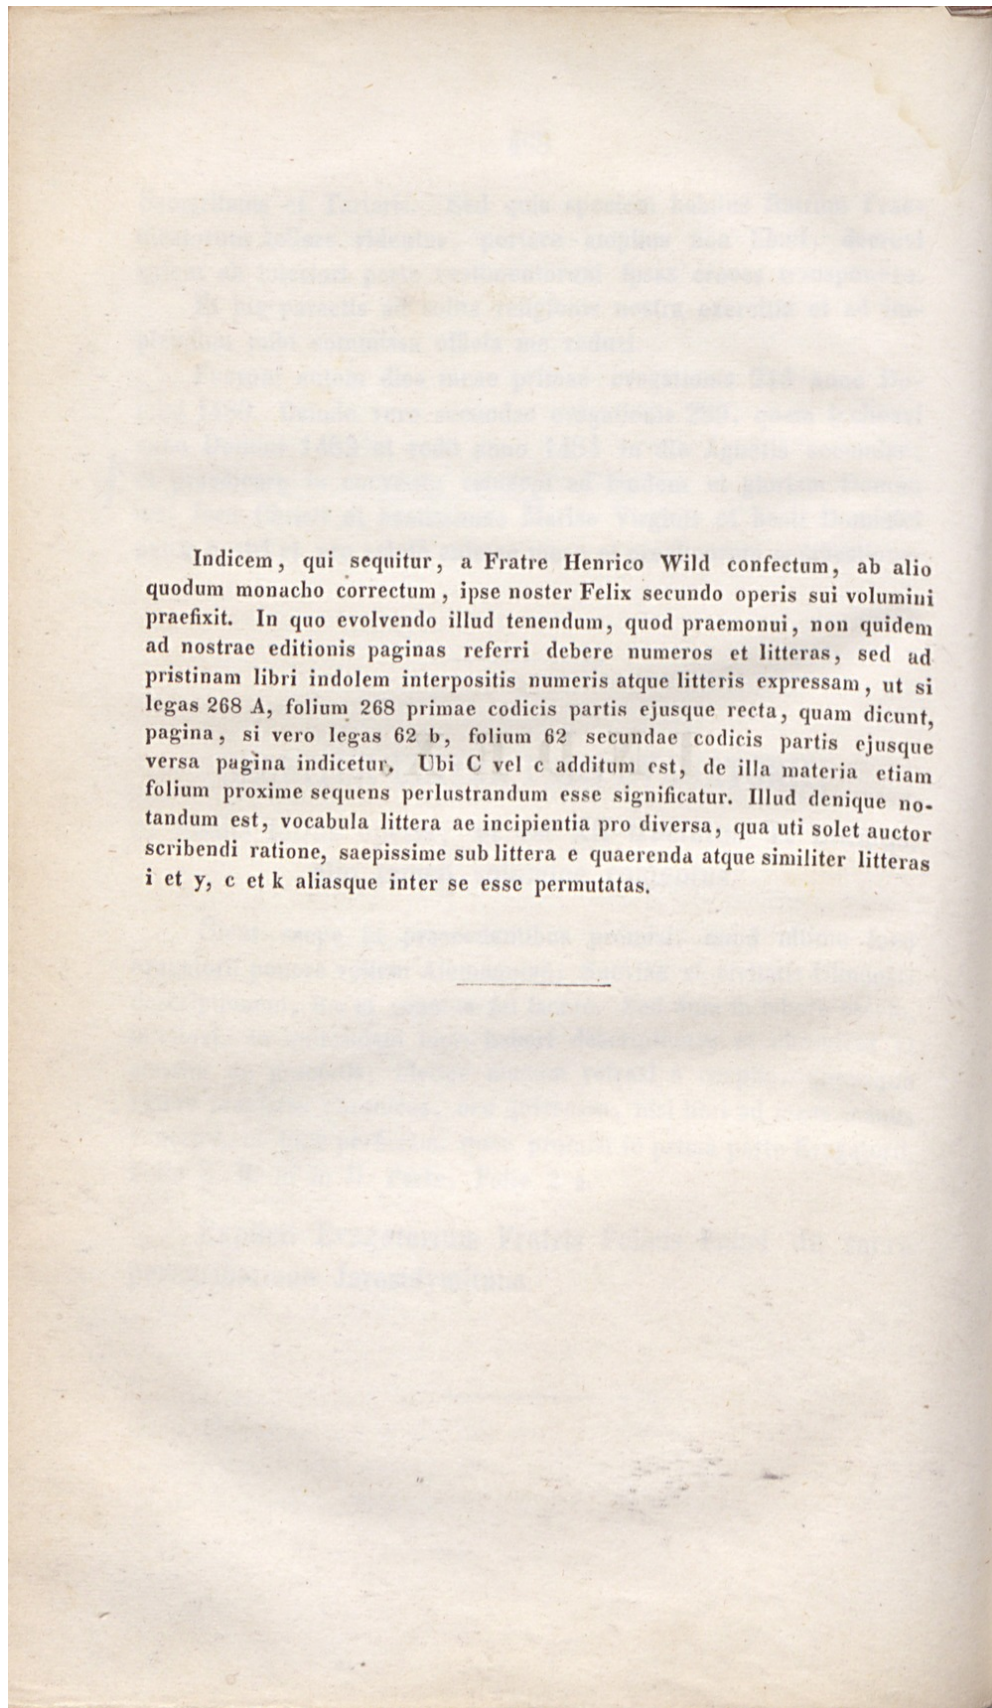 Indicem, qui sequitur, a Fratre Henrico Wild confectum, ab alio
quodum monacho correctum, ipse noster Felix secundo operis sui volumini
praefixit. In quo evolvendo illud tenendum, quod praemonui, non quidem
ad nostrae editionis paginas referri debere numeros et litteras, sed ad
pristinam libri indolem interpositis numeris atque litteris expressam, ut si
legas 268 A, folium 268 primae codicis partis ejusque recta, quam dicunt,
pagina, si vero legas 62 b, folium 62 secundae codicis partis ejusque
versa pagina indicetur. Ubi C vel c additum est, de illa materia etiam
folium proxime sequens perlustrandum esse significatur. Illud denique no-
tandum est, vocabula littera ae incipientia pro diversa, qua uti solet auctor
scribendi ratione, saepissime sub littera e quaerenda atque similiter litteras
i et y, c et k aliasque inter se esse permutatas.